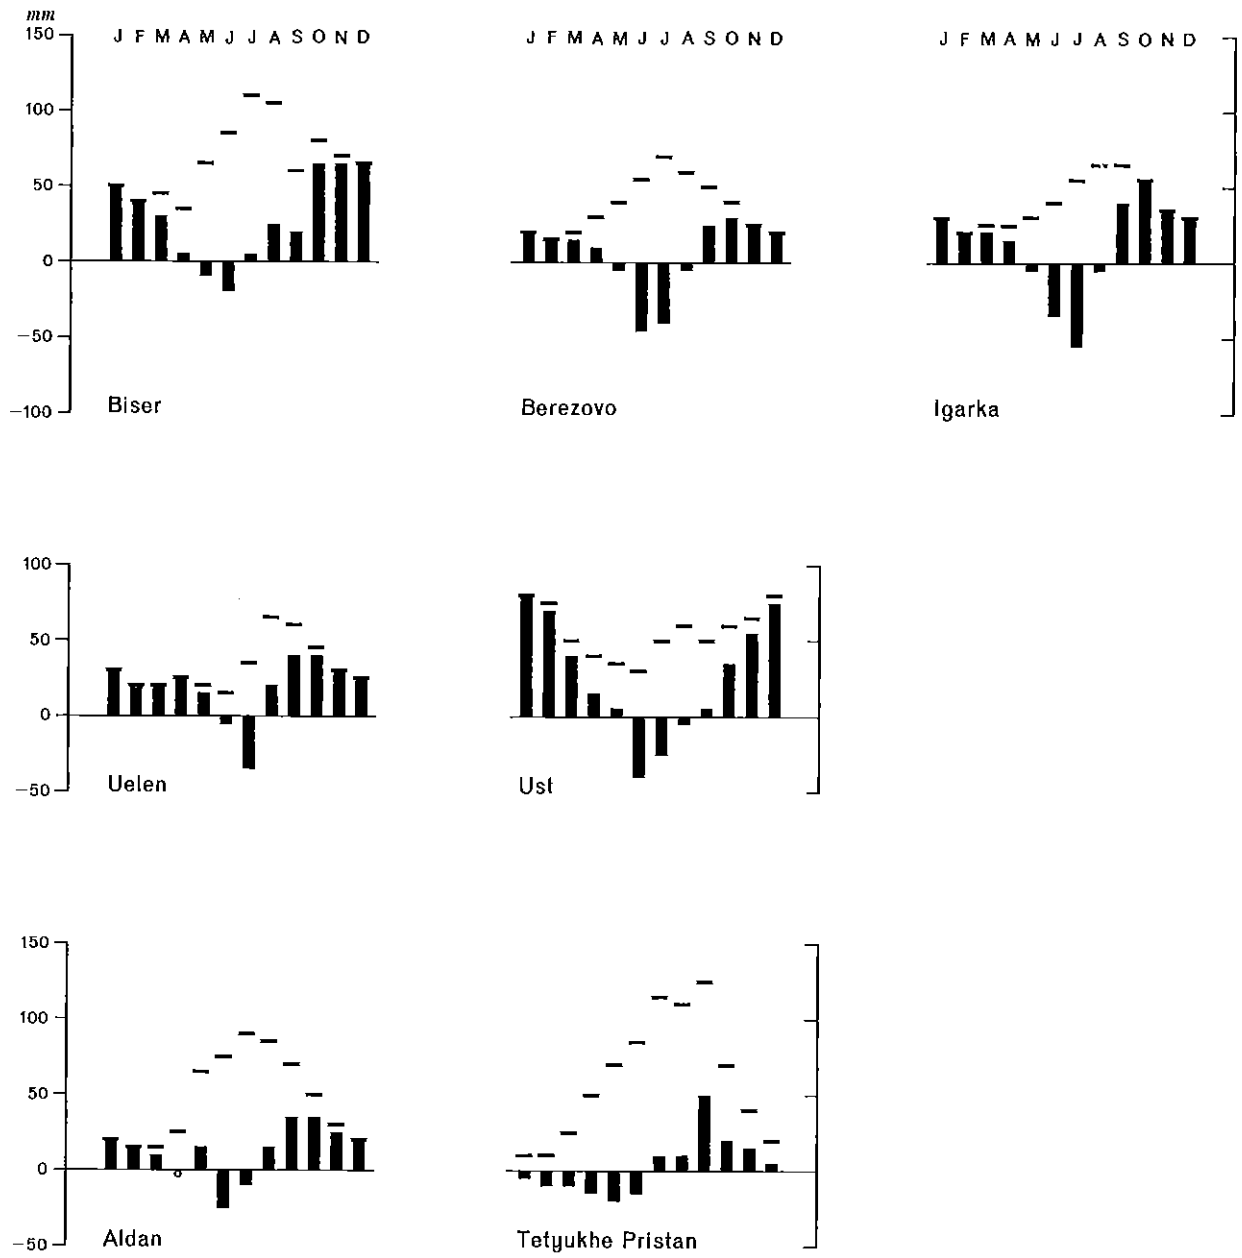 mm
150 J F M A M J J A S O N D J F M A M J J A S O N D J F M A M J J A S O N D
100
50
0
−50
−100 Biser Berezovo Igarka
100
50
0
−50 Uelen Ust
150
100
50
0
−50 Aldan Tetyukhe Pristan